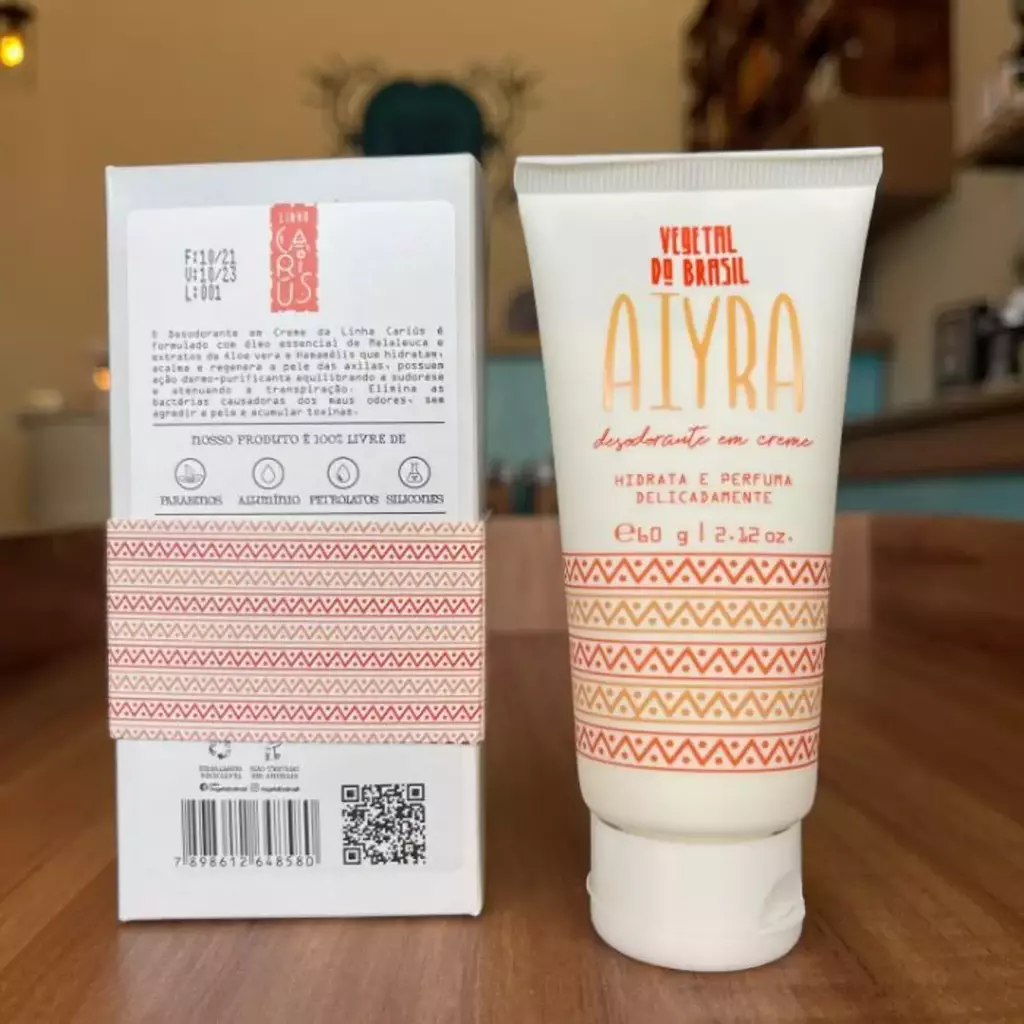 LINHA
CARIÚS
F:10/21
V:10/23
L:001
O Desodorante em Creme da Linha Cariús é
formulado com óleo essencial de Malaleuca e
extratos de Aloe vera e Hamamélis que hidratam,
acalma e regenera a pele das axilas, possuem
ação dermo-purificante equilibrando a sudorese
e atenuando a transpiração. Elimina as
bactérias causadoras dos maus odores, sem
agredir a pele e acumular toxinas.
NOSSO PRODUTO É 100% LIVRE DE
PARABENOS ALUMÍNIO PETROLATOS SILICONES
7 898612 648580
VEGETAL
DO BRASIL
AIYRA
desodorante em creme
HIDRATA E PERFUMA
DELICADAMENTE
℮60 g | 2.12 oz.